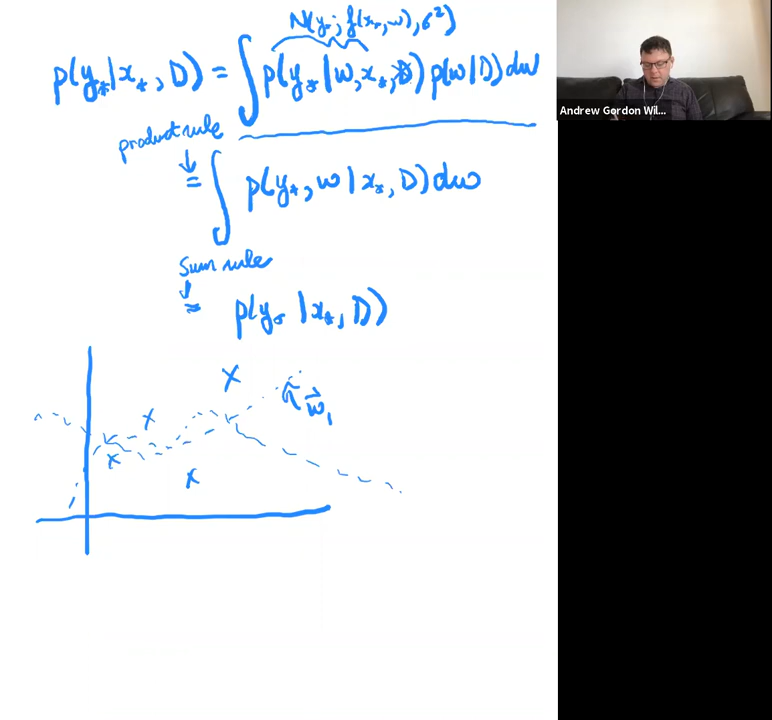 N(y*; f(x*,w), σ²)
p(y*|x*, D) = ∫ p(y*|w, x*, D) p(w|D) dw
product rule
= ∫ p(y*, w | x*, D) dw
sum rule
= p(y* | x*, D)
w₁
Andrew Gordon Wil...